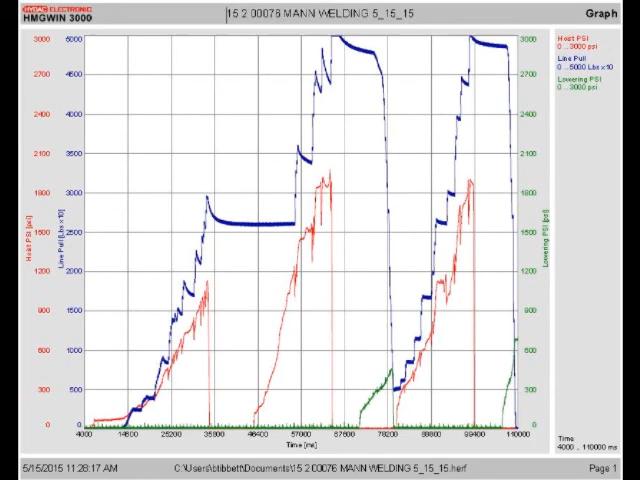 HYDAC ELECTRONIC
HMGWIN 3000
15 2 00076 MANN WELDING 5_15_15
Graph
3000 5000 3000
2700 4500 2700
2400 4000 2400
2100 3500 2100
1800 3000 1800
1500 2500 1500
1200 2000 1200
900 1500 900
600 1000 600
300 500 300
0 0 0
Hoist PSI [psi]
Line Pull [Lbs x10]
Lowering PSI [psi]
4000 14600 25200 35800 46400 57000 67600 78200 88800 99400 110000
Time [ms]
Hoist PSI
0 ..3000 psi
Line Pull
0 ..5000 Lbs x10
Lowering PSI
0 ..3000 psi
Time
4000 .. 110000 ms
5/15/2015 11:28:17 AM
C:\Users\btibbett\Documents\15 2 00076 MANN WELDING 5_15_15.herf
Page 1